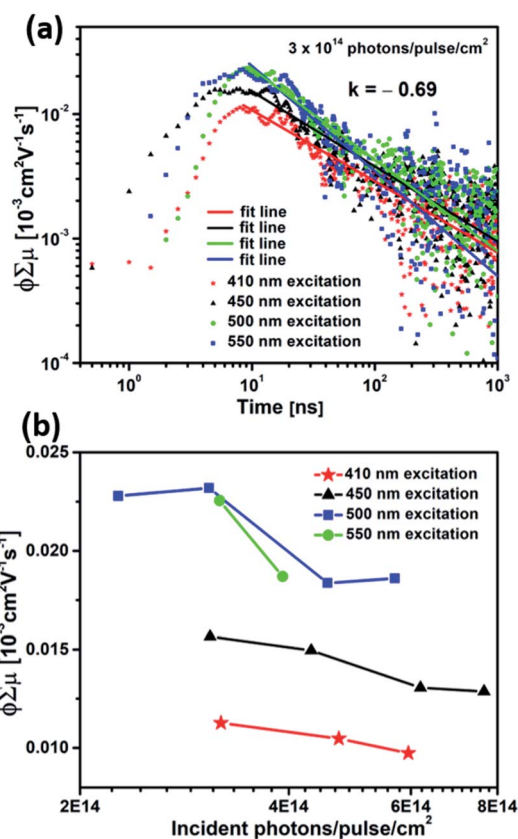 (a)
3 x 10¹⁴ photons/pulse/cm²
k = – 0.69
ϕΣμ [10⁻³cm²V⁻¹s⁻¹]
10⁻²
10⁻³
10⁻⁴
fit line
fit line
fit line
fit line
410 nm excitation
450 nm excitation
500 nm excitation
550 nm excitation
10⁰ 10¹ 10² 10³
Time [ns]
(b)
ϕΣμ [10⁻³cm²V⁻¹s⁻¹]
0.025
0.020
0.015
0.010
410 nm excitation
450 nm excitation
500 nm excitation
550 nm excitation
2E14 4E14 6E14 8E14
Incident photons/pulse/cm²